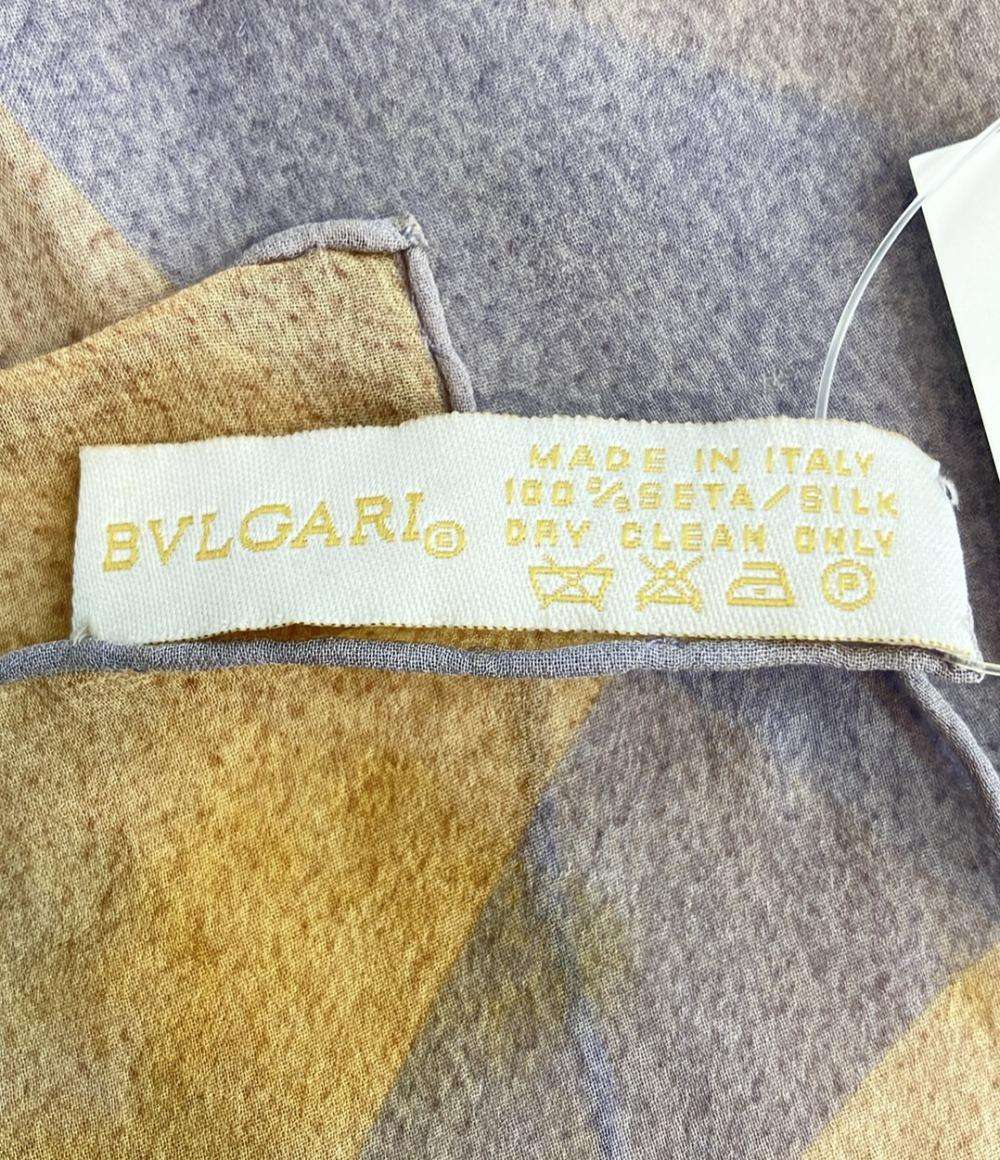 BVLGARI®
MADE IN ITALY
100% SETA/SILK
DRY CLEAN ONLY
P